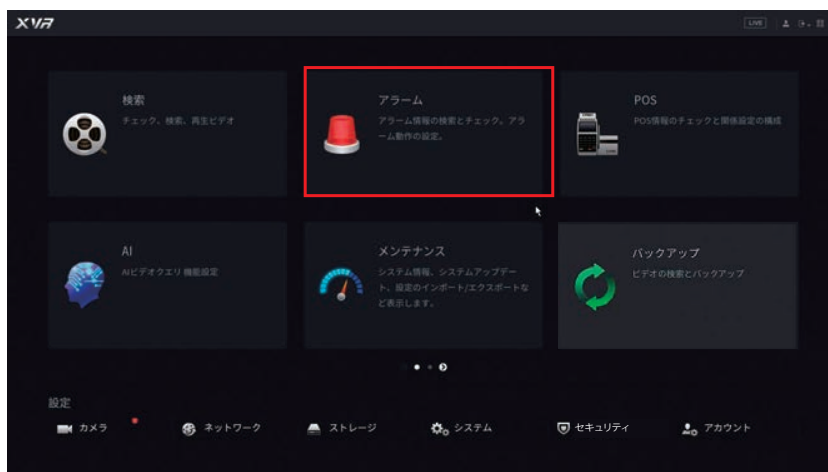 XVR
LIVE
検索
チェック、検索、再生ビデオ
アラーム
アラーム情報の検索とチェック。アラ
ーム動作の設定。
POS
POS情報のチェックと関係設定の構成
AI
AIビデオクエリ 機能設定
メンテナンス
システム情報、システムアップデー
ト、設定のインポート/エクスポートな
ど表示します。
バックアップ
ビデオの検索とバックアップ
設定
カメラ
ネットワーク
ストレージ
システム
セキュリティ
アカウント